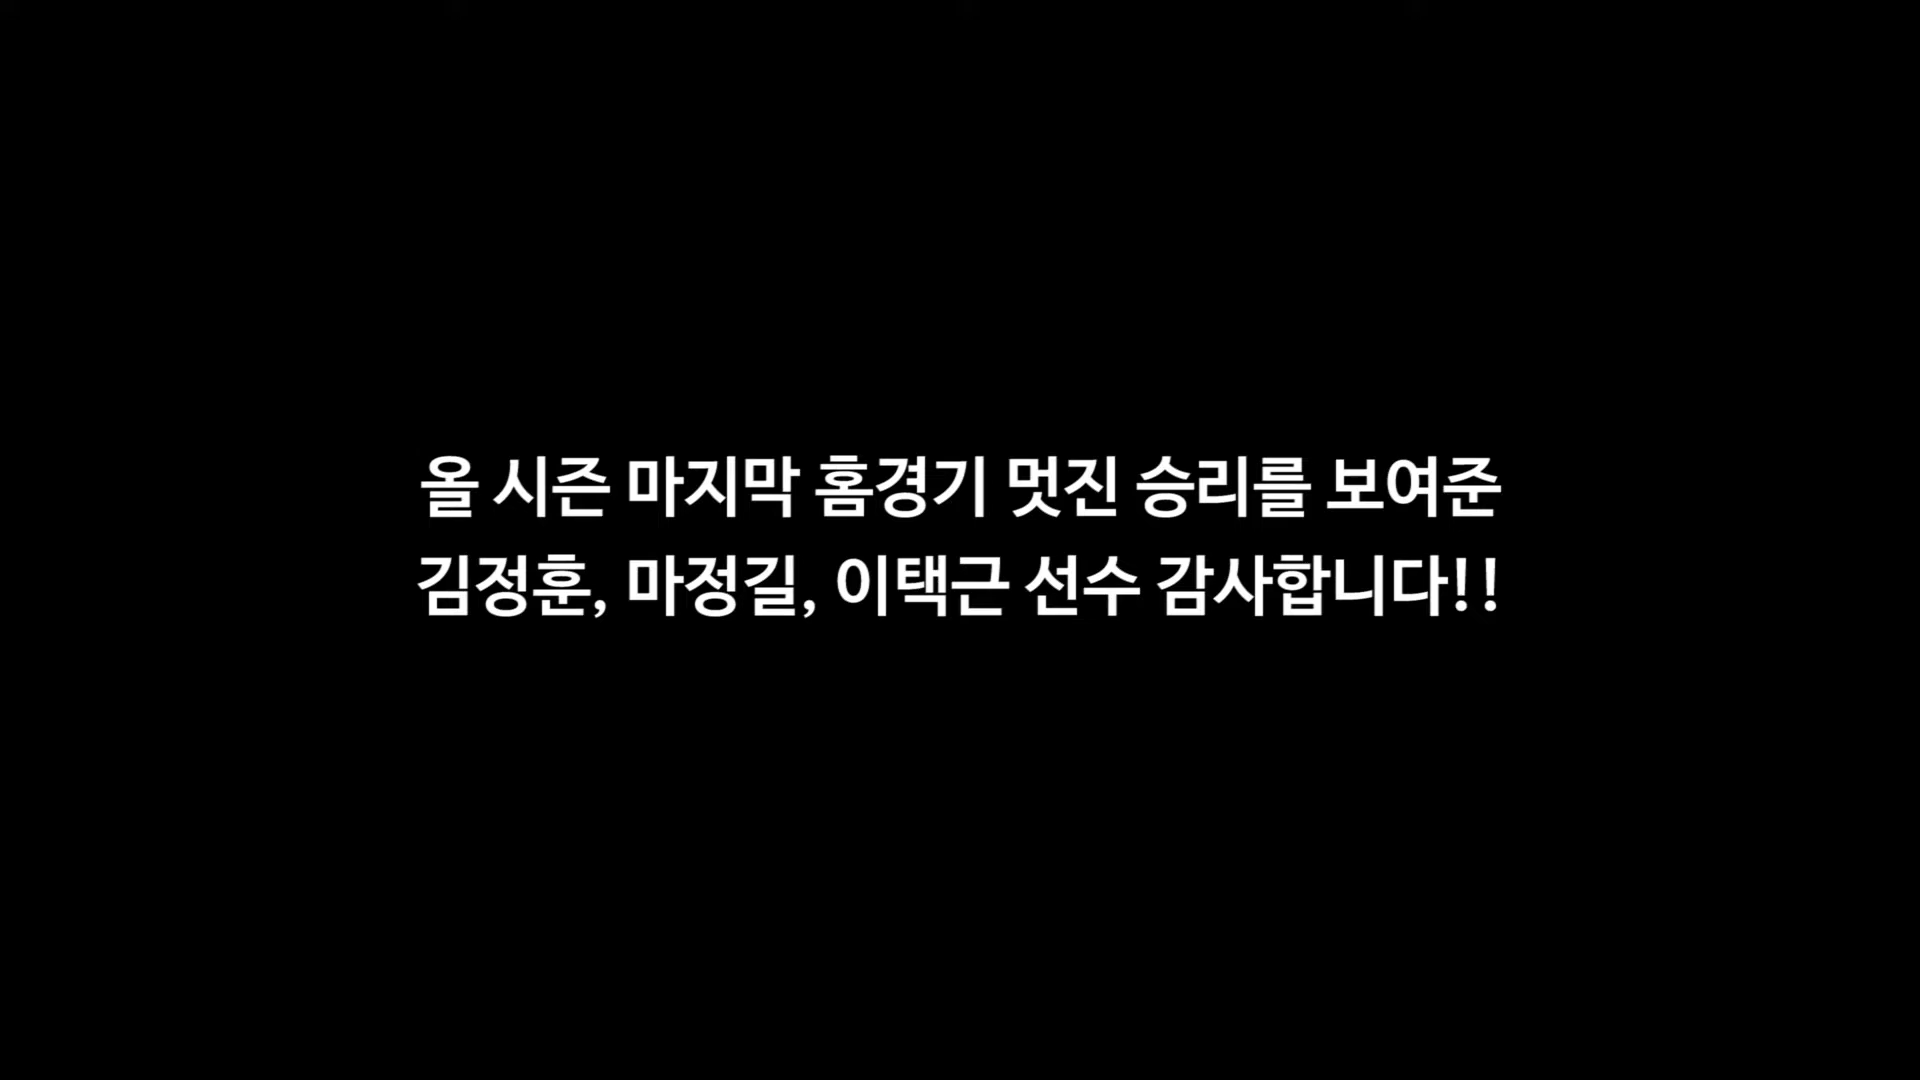 올 시즌 마지막 홈경기 멋진 승리를 보여준
김정훈, 마정길, 이택근 선수 감사합니다!!